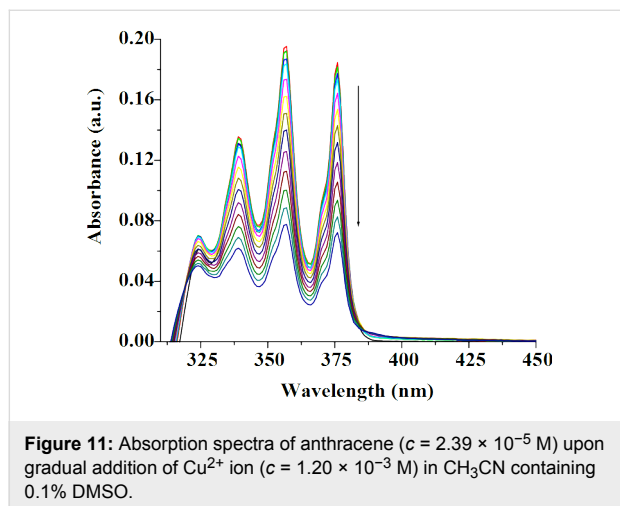 0.20
0.16
0.12
0.08
0.04
0.00
Absorbance (a.u.)
325 350 375 400 425 450
Wavelength (nm)
Figure 11: Absorption spectra of anthracene (c = 2.39 × 10⁻⁵ M) upon
gradual addition of Cu²⁺ ion (c = 1.20 × 10⁻³ M) in CH₃CN containing
0.1% DMSO.